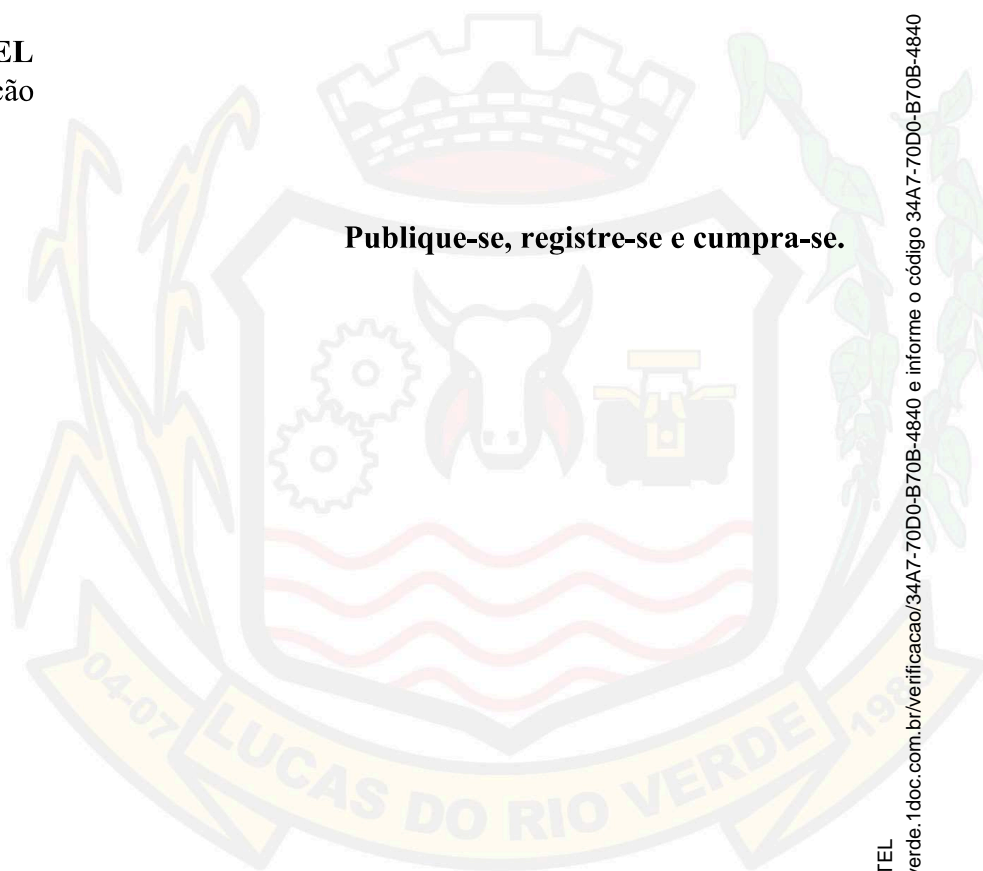 EL
ção
Publique-se, registre-se e cumpra-se.
04-07
LUCAS DO RIO VERDE
TEL
verde.1doc.com.br/verificacao/34A7-70D0-B70B-4840 e informe o código 34A7-70D0-B70B-4840